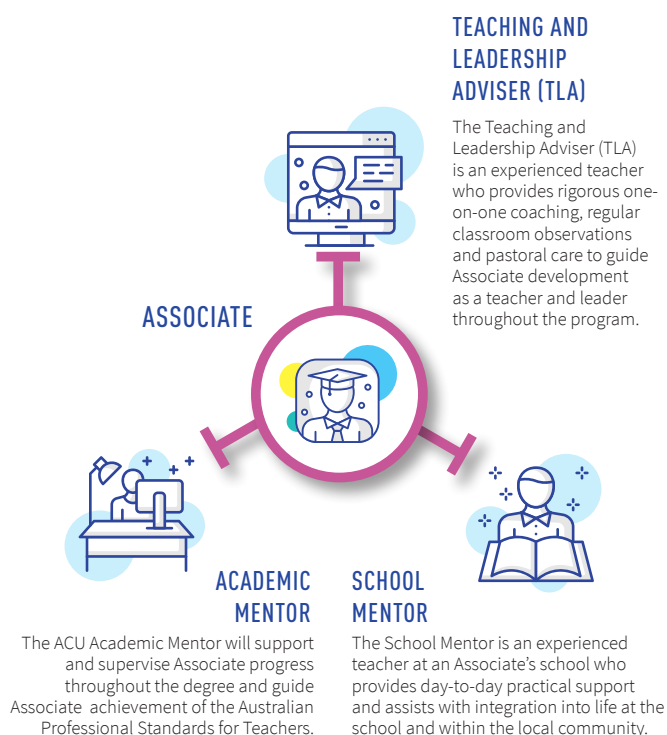 TEACHING AND
LEADERSHIP
ADVISER (TLA)
The Teaching and
Leadership Adviser (TLA)
is an experienced teacher
who provides rigorous one-
on-one coaching, regular
classroom observations
and pastoral care to guide
Associate development
as a teacher and leader
throughout the program.
ASSOCIATE
ACADEMIC
MENTOR
The ACU Academic Mentor will support
and supervise Associate progress
throughout the degree and guide
Associate achievement of the Australian
Professional Standards for Teachers.
SCHOOL
MENTOR
The School Mentor is an experienced
teacher at an Associate’s school who
provides day-to-day practical support
and assists with integration into life at the
school and within the local community.